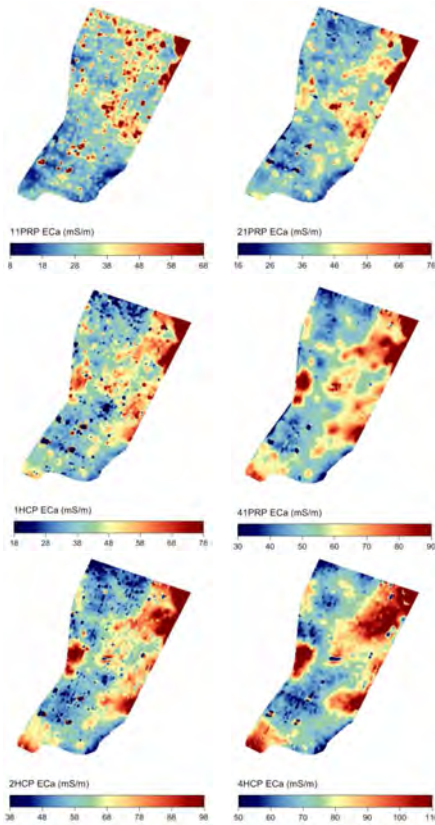 11PRP ECa (mS/m)
8 18 28 38 48 58 68
21PRP ECa (mS/m)
16 26 36 46 56 66 76
1HCP ECa (mS/m)
18 28 38 48 58 68 78
41PRP ECa (mS/m)
30 40 50 60 70 80 90
2HCP ECa (mS/m)
38 48 58 68 78 88 98
4HCP ECa (mS/m)
50 60 70 80 90 100 110